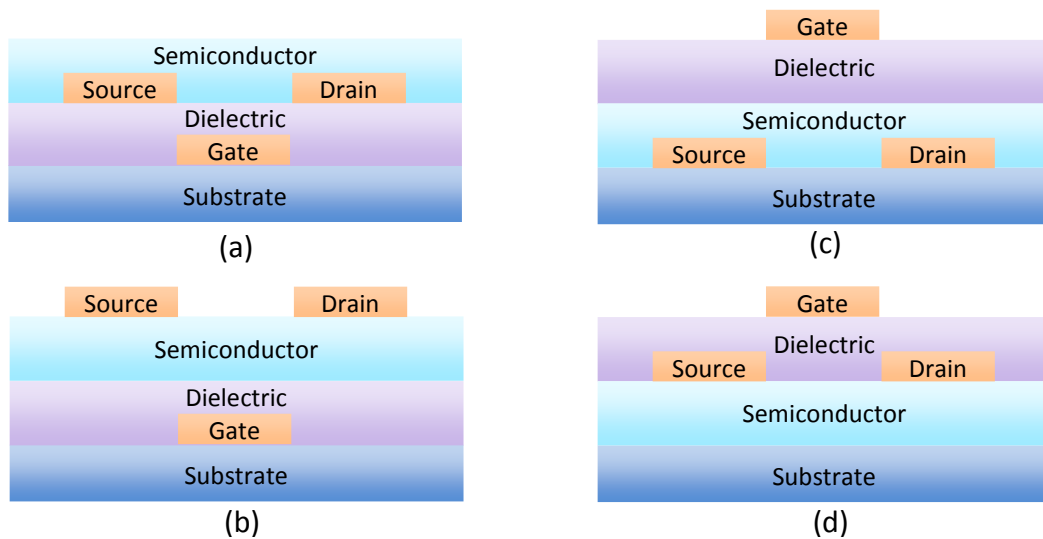 Semiconductor
Source
Drain
Dielectric
Gate
Substrate
(a)
Source
Drain
Semiconductor
Dielectric
Gate
Substrate
(b)
Gate
Dielectric
Semiconductor
Source
Drain
Substrate
(c)
Gate
Dielectric
Source
Drain
Semiconductor
Substrate
(d)